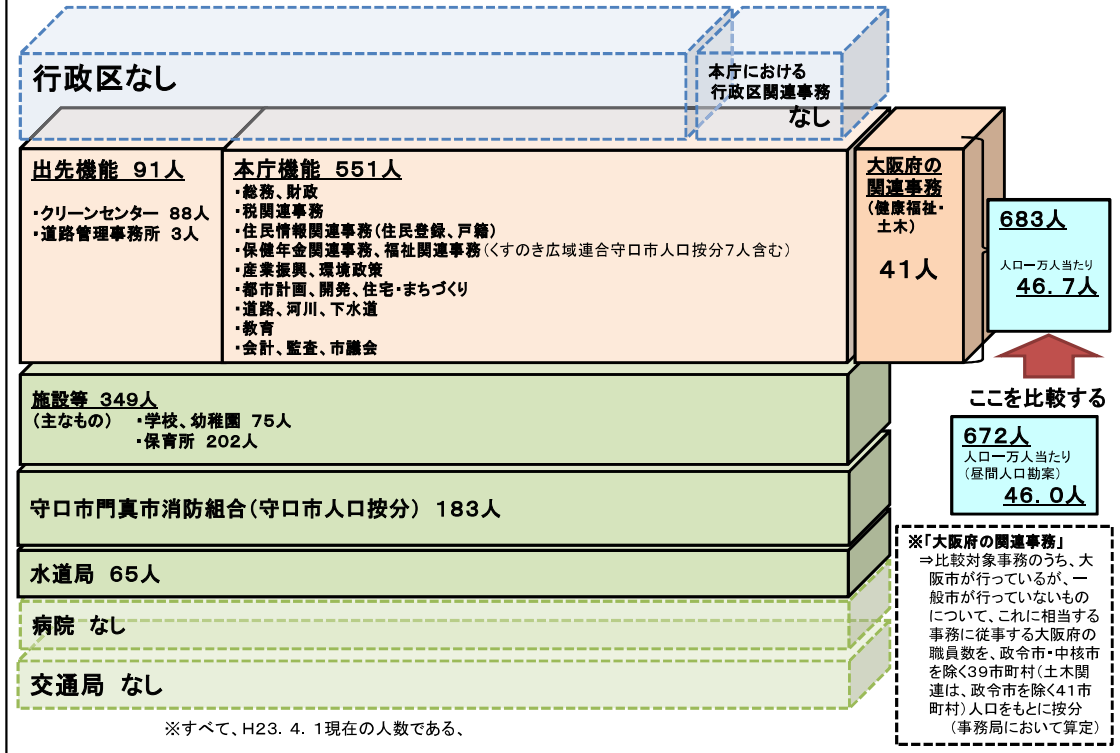 行政区なし
本庁における
行政区関連事務
なし
出先機能 91人
・クリーンセンター 88人
・道路管理事務所 3人
本庁機能 551人
・総務、財政
・税関連事務
・住民情報関連事務(住民登録、戸籍)
・保健年金関連事務、福祉関連事務(くすのき広域連合守口市人口按分7人含む)
・産業振興、環境政策
・都市計画、開発、住宅・まちづくり
・道路、河川、下水道
・教育
・会計、監査、市議会
大阪府の
関連事務
(健康福祉・
土木)
41人
683人
人口一万人当たり
46.7人
ここを比較する
672人
人口一万人当たり
(昼間人口勘案)
46.0人
施設等 349人
(主なもの) ・学校、幼稚園 75人
・保育所 202人
守口市門真市消防組合(守口市人口按分) 183人
水道局 65人
病院 なし
交通局 なし
※「大阪府の関連事務」
⇒比較対象事務のうち、大
阪市が行っているが、一
般市が行っていないもの
について、これに相当する
事務に従事する大阪府の
職員数を、政令市・中核市
を除く39市町村(土木関
連は、政令市を除く41市
町村)人口をもとに按分
(事務局において算定)
※すべて、H23.4.1現在の人数である、